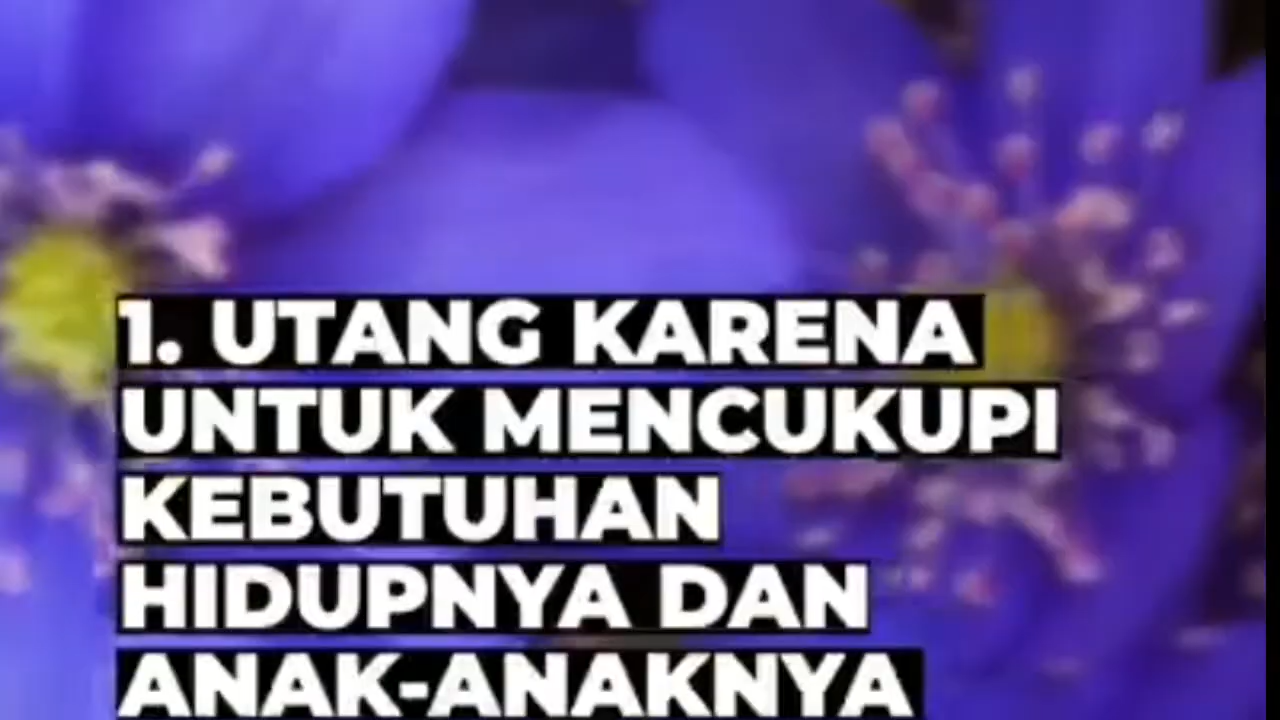 1. UTANG KARENA
UNTUK MENCUKUPI
KEBUTUHAN
HIDUPNYA DAN
ANAK-ANAKNYA